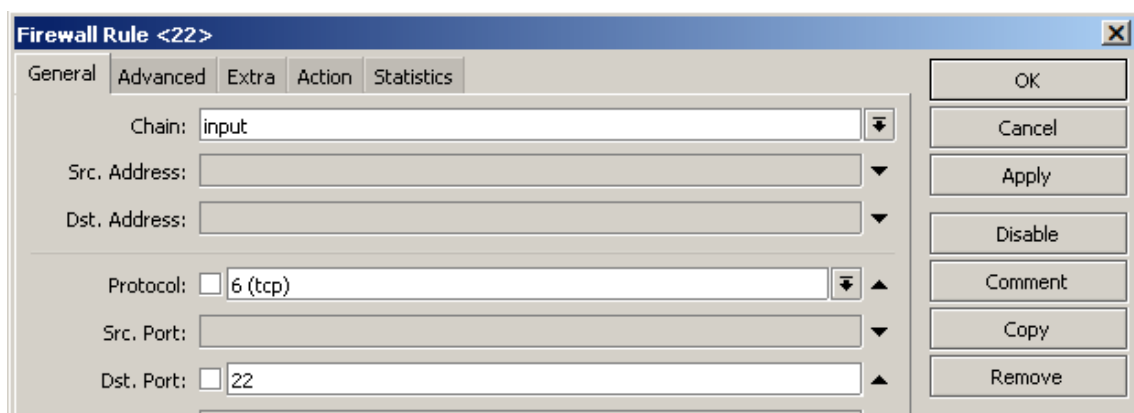 Firewall Rule <22>
General Advanced Extra Action Statistics
OK
Chain: input
Cancel
Src. Address:
Apply
Dst. Address:
Disable
Protocol: 6 (tcp)
Comment
Src. Port:
Copy
Dst. Port: 22
Remove